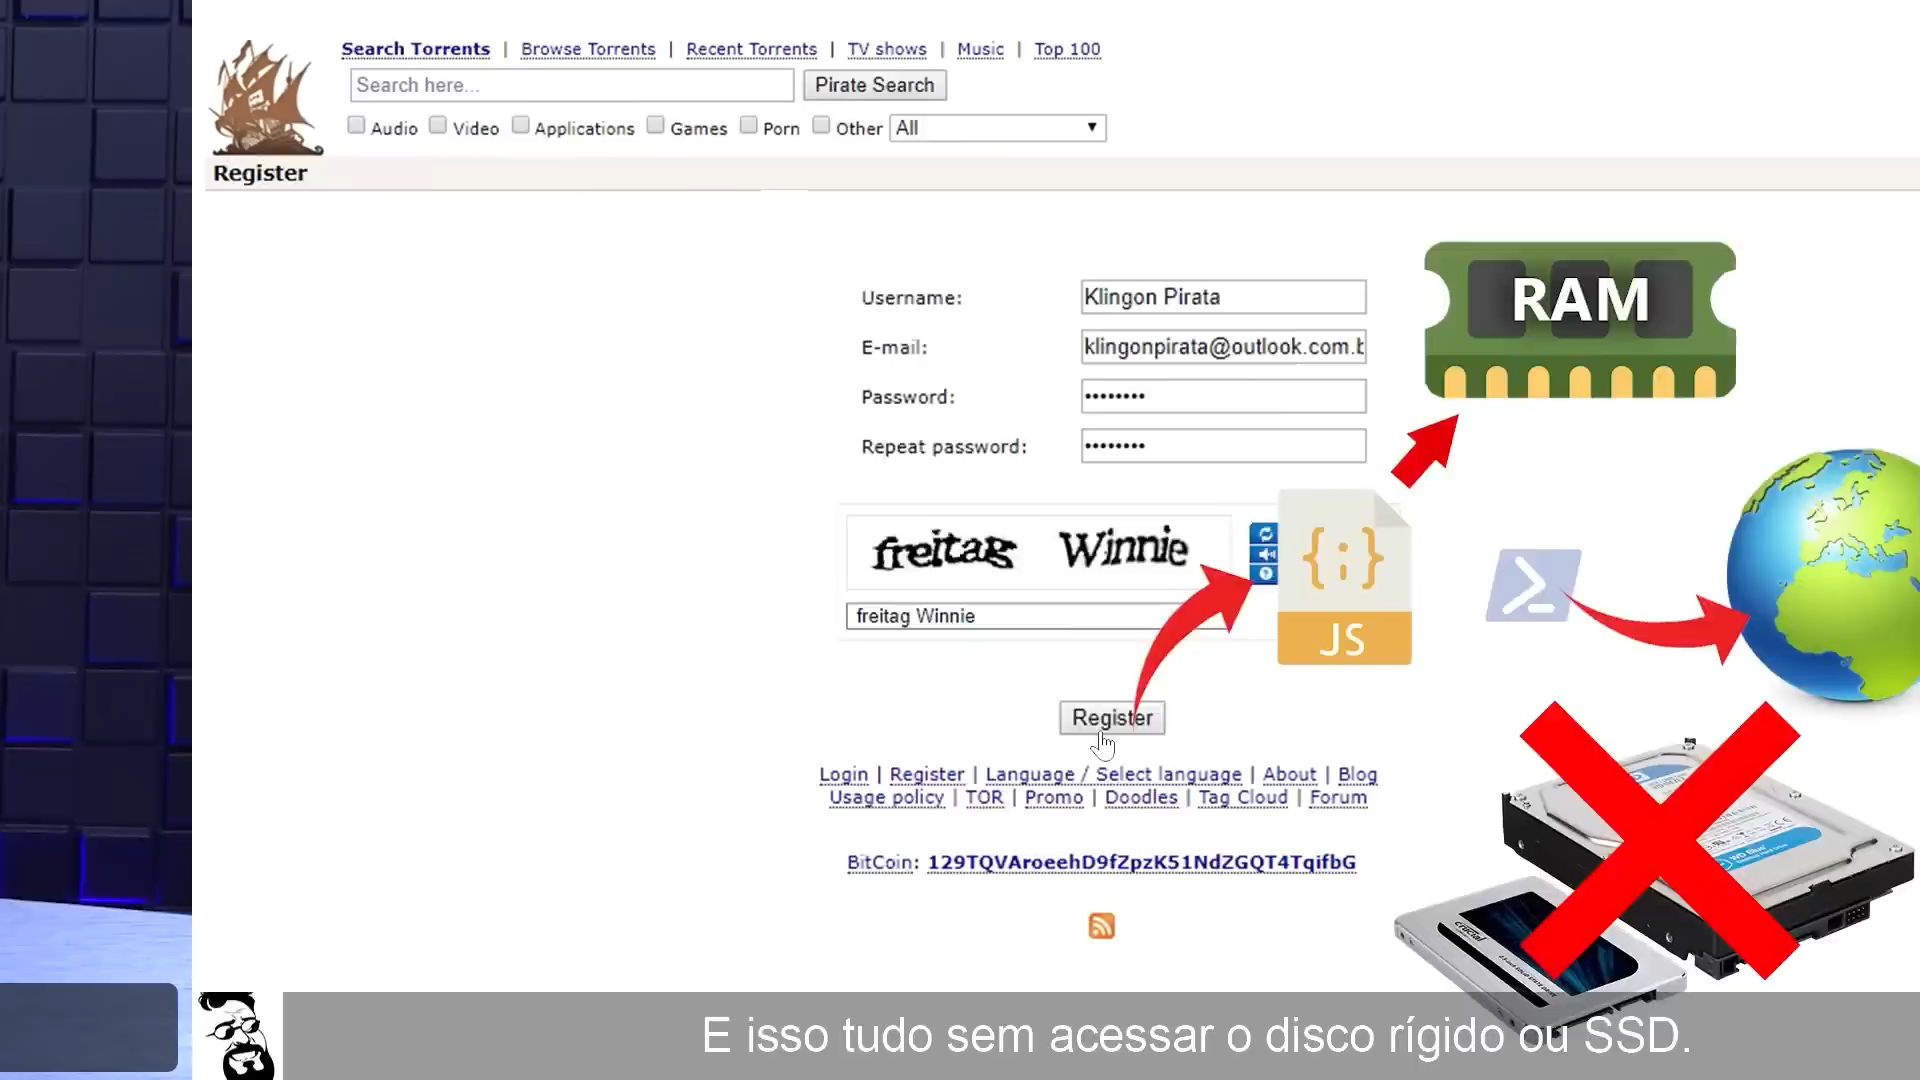 Search Torrents | Browse Torrents | Recent Torrents | TV shows | Music | Top 100
Search here... Pirate Search
Audio Video Applications Games Porn Other All
Register
Username: Klingon Pirata
E-mail: klingonpirata@outlook.com.b
Password: ••••••••
Repeat password: ••••••••
RAM
freitag Winnie
freitag Winnie
{;}
JS
Register
Login | Register | Language / Select language | About | Blog
Usage policy | TOR | Promo | Doodles | Tag Cloud | Forum
BitCoin: 129TQVAroeehD9fZpzK51NdZGQT4TqifbG
WD Blue
crucial
E isso tudo sem acessar o disco rígido ou SSD.